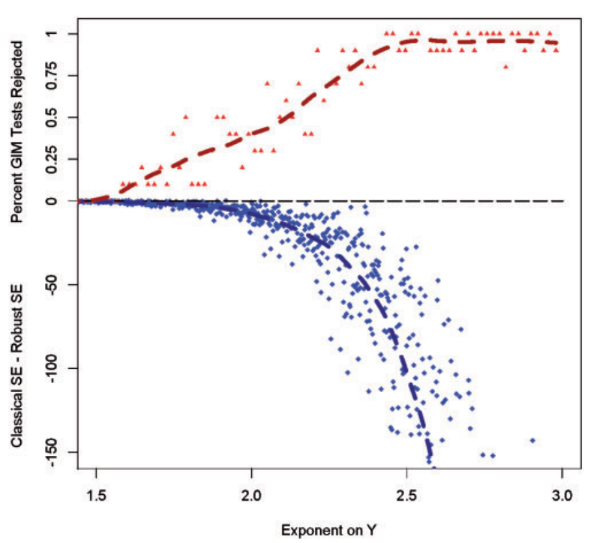 Percent GIM Tests Rejected
1
0.75
0.5
0.25
0
Classical SE - Robust SE
-50
-100
-150
1.5 2.0 2.5 3.0
Exponent on Y